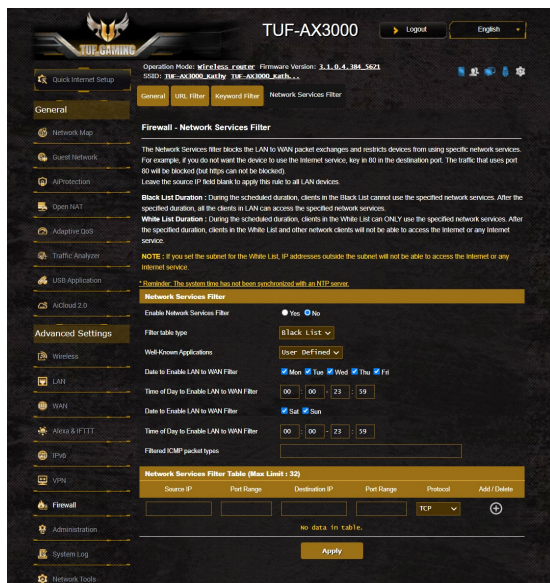 TUF GAMING
TUF-AX3000
Logout
English
Operation Mode: Wireless router Firmware Version: 3.1.0.4.384_5621
SSID: TUF-AX3000_Kathy TUF-AX3000_Kath...
Quick Internet Setup
General
URL Filter
Keyword Filter
Network Services Filter
General
Network Map
Guest Network
AiProtection
Open NAT
Adaptive QoS
Traffic Analyzer
USB Application
AiCloud 2.0
Advanced Settings
Wireless
LAN
WAN
Alexa & IFTTT
IPv6
VPN
Firewall
Administration
System Log
Network Tools
Firewall - Network Services Filter
The Network Services filter blocks the LAN to WAN packet exchanges and restricts devices from using specific network services.
For example, if you do not want the device to use the Internet service, key in 80 in the destination port. The traffic that uses port
80 will be blocked (but https can not be blocked).
Leave the source IP field blank to apply this rule to all LAN devices.
Black List Duration : During the scheduled duration, clients in the Black List cannot use the specified network services. After the
specified duration, all the clients in LAN can access the specified network services.
White List Duration : During the scheduled duration, clients in the White List can ONLY use the specified network services. After
the specified duration, clients in the White List and other network clients will not be able to access the Internet or any Internet
service.
NOTE : If you set the subnet for the White List, IP addresses outside the subnet will not be able to access the Internet or any
Internet service.
* Reminder: The system time has not been synchronized with an NTP server.
Network Services Filter
Enable Network Services Filter Yes No
Filter table type Black List
Well-Known Applications User Defined
Date to Enable LAN to WAN Filter Mon Tue Wed Thu Fri
Time of Day to Enable LAN to WAN Filter 00 : 00 - 23 : 59
Date to Enable LAN to WAN Filter Sat Sun
Time of Day to Enable LAN to WAN Filter 00 : 00 - 23 : 59
Filtered ICMP packet types
Network Services Filter Table (Max Limit : 32)
Source IP Port Range Destination IP Port Range Protocol Add / Delete
TCP
No data in table.
Apply